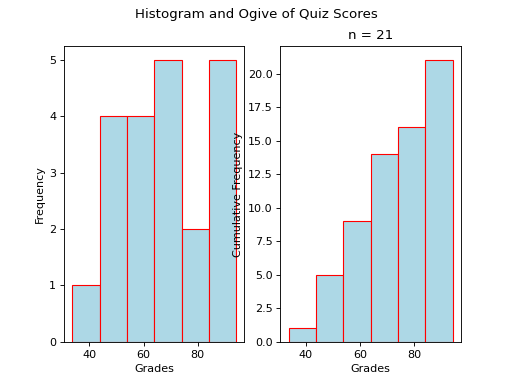 Histogram and Ogive of Quiz Scores
n = 21
Frequency
5
4
3
2
1
0
40 60 80
Grades
Cumulative Frequency
20.0
17.5
15.0
12.5
10.0
7.5
5.0
2.5
0.0
40 60 80
Grades